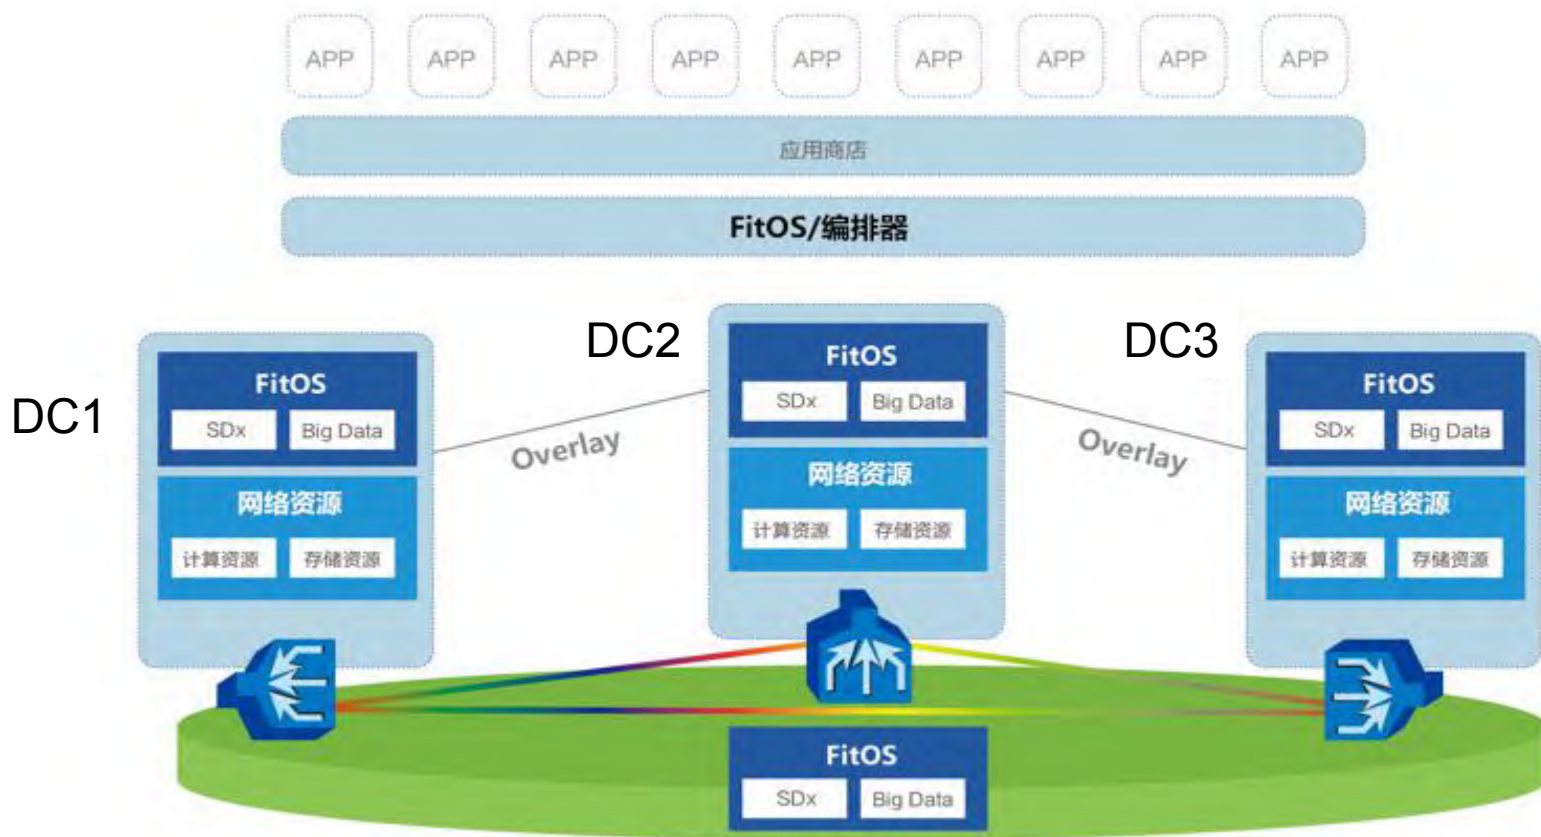 APP APP APP APP APP APP APP APP APP
应用商店
FitOS/编排器
DC1
FitOS
SDx Big Data
网络资源
计算资源 存储资源
Overlay
DC2
FitOS
SDx Big Data
网络资源
计算资源 存储资源
Overlay
DC3
FitOS
SDx Big Data
网络资源
计算资源 存储资源
FitOS
SDx Big Data